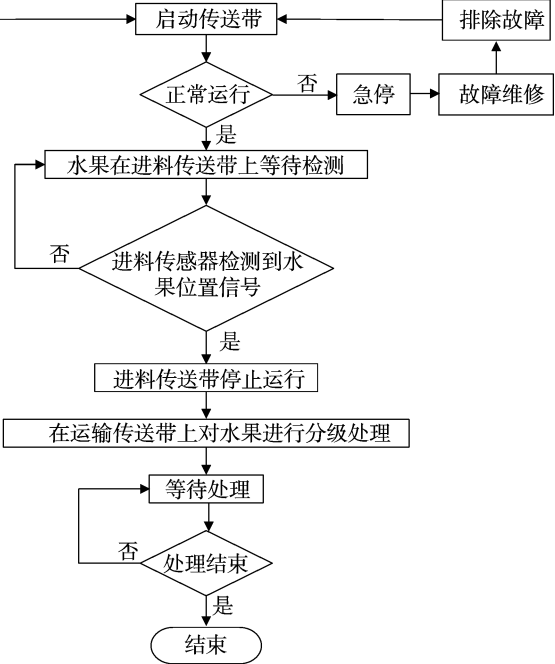 启动传送带
排除故障
正常运行
否
急停
故障维修
是
水果在进料传送带上等待检测
否
进料传感器检测到水
果位置信号
是
进料传送带停止运行
在运输传送带上对水果进行分级处理
等待处理
否
处理结束
是
结束